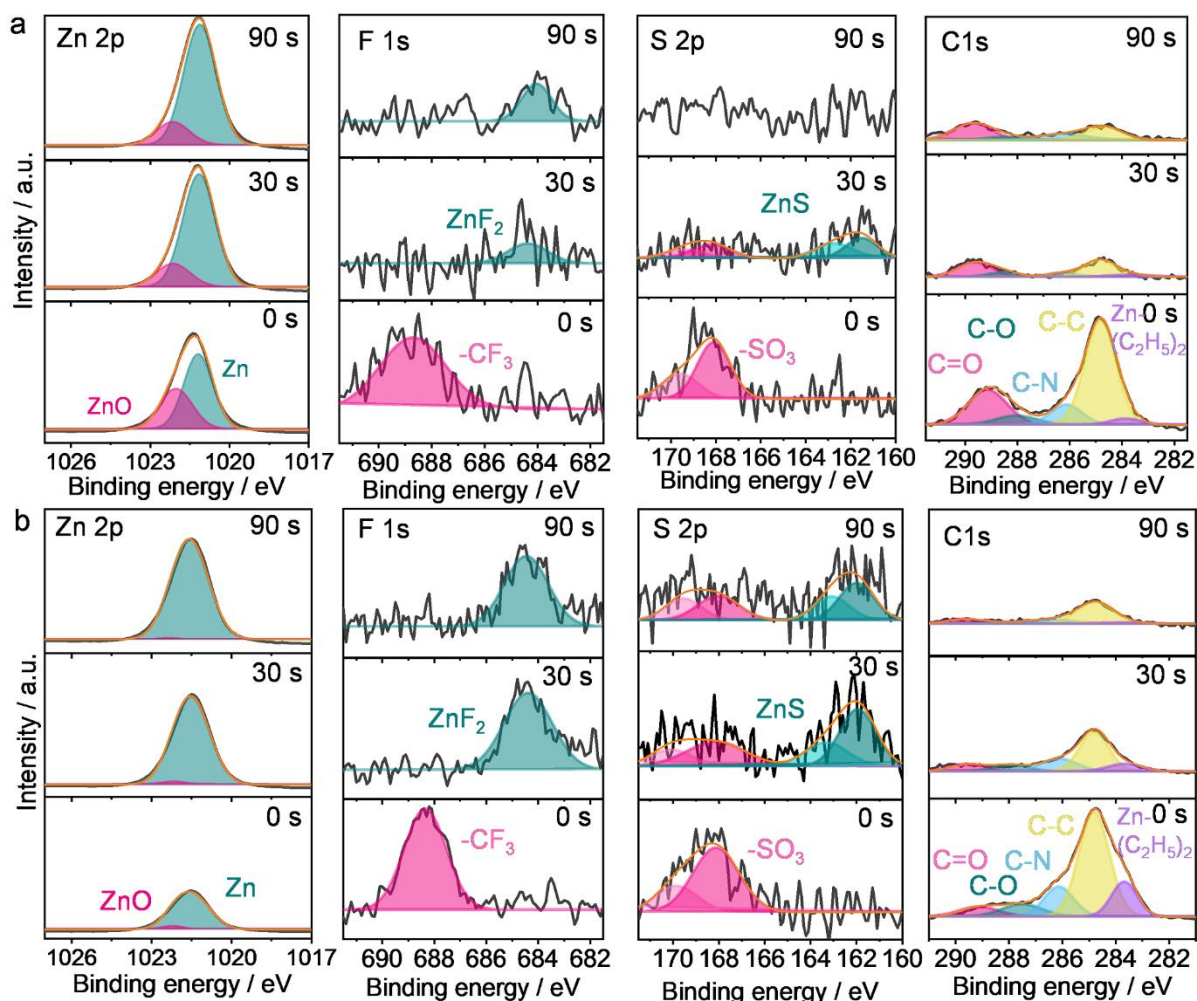 a
Zn 2p
90 s
30 s
0 s
Zn
ZnO
1026 1023 1020 1017
Binding energy / eV
F 1s
90 s
30 s
ZnF₂
0 s
-CF₃
690 688 686 684 682
Binding energy / eV
S 2p
90 s
30 s
ZnS
0 s
-SO₃
170 168 166 164 162 160
Binding energy / eV
C1s
90 s
30 s
0 s
C-O
C-C
Zn-
(C₂H₅)₂
C=O
C-N
290 288 286 284 282
Binding energy / eV
Intensity / a.u.
b
Zn 2p
90 s
30 s
0 s
ZnO
Zn
1026 1023 1020 1017
Binding energy / eV
F 1s
90 s
30 s
ZnF₂
0 s
-CF₃
690 688 686 684 682
Binding energy / eV
S 2p
90 s
30 s
ZnS
0 s
-SO₃
170 168 166 164 162 160
Binding energy / eV
C1s
90 s
30 s
0 s
C-C
Zn-
(C₂H₅)₂
C=O
C-N
C-O
290 288 286 284 282
Binding energy / eV
Intensity / a.u.